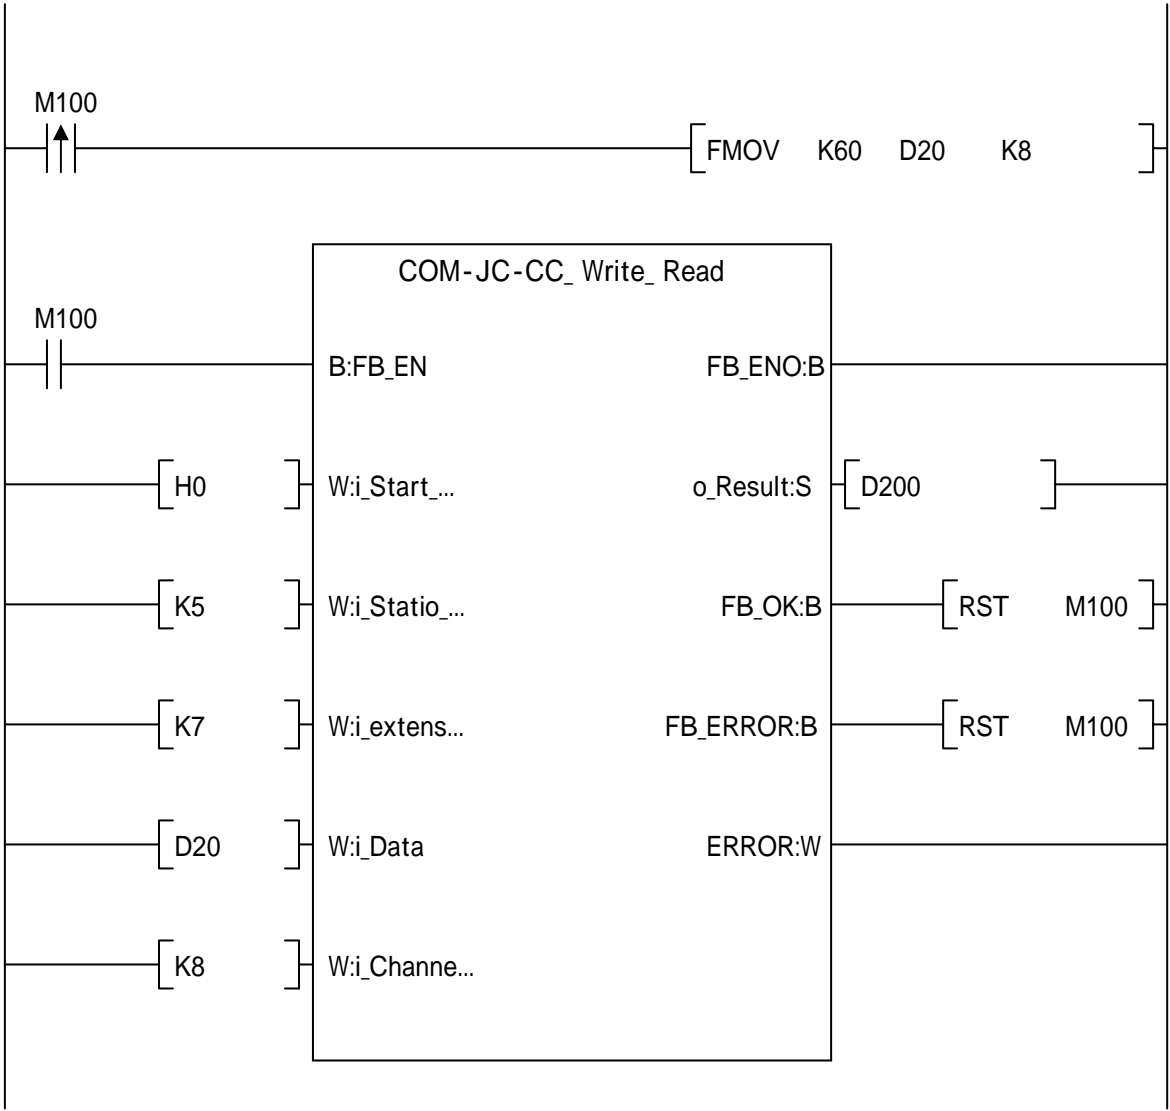 M100
FMOV K60 D20 K8
COM-JC-CC_ Write_ Read
M100
B:FB_EN FB_ENO:B
H0 W:i_Start_... o_Result:S D200
K5 W:i_Statio_... FB_OK:B RST M100
K7 W:i_extens... FB_ERROR:B RST M100
D20 W:i_Data ERROR:W
K8 W:i_Channe...